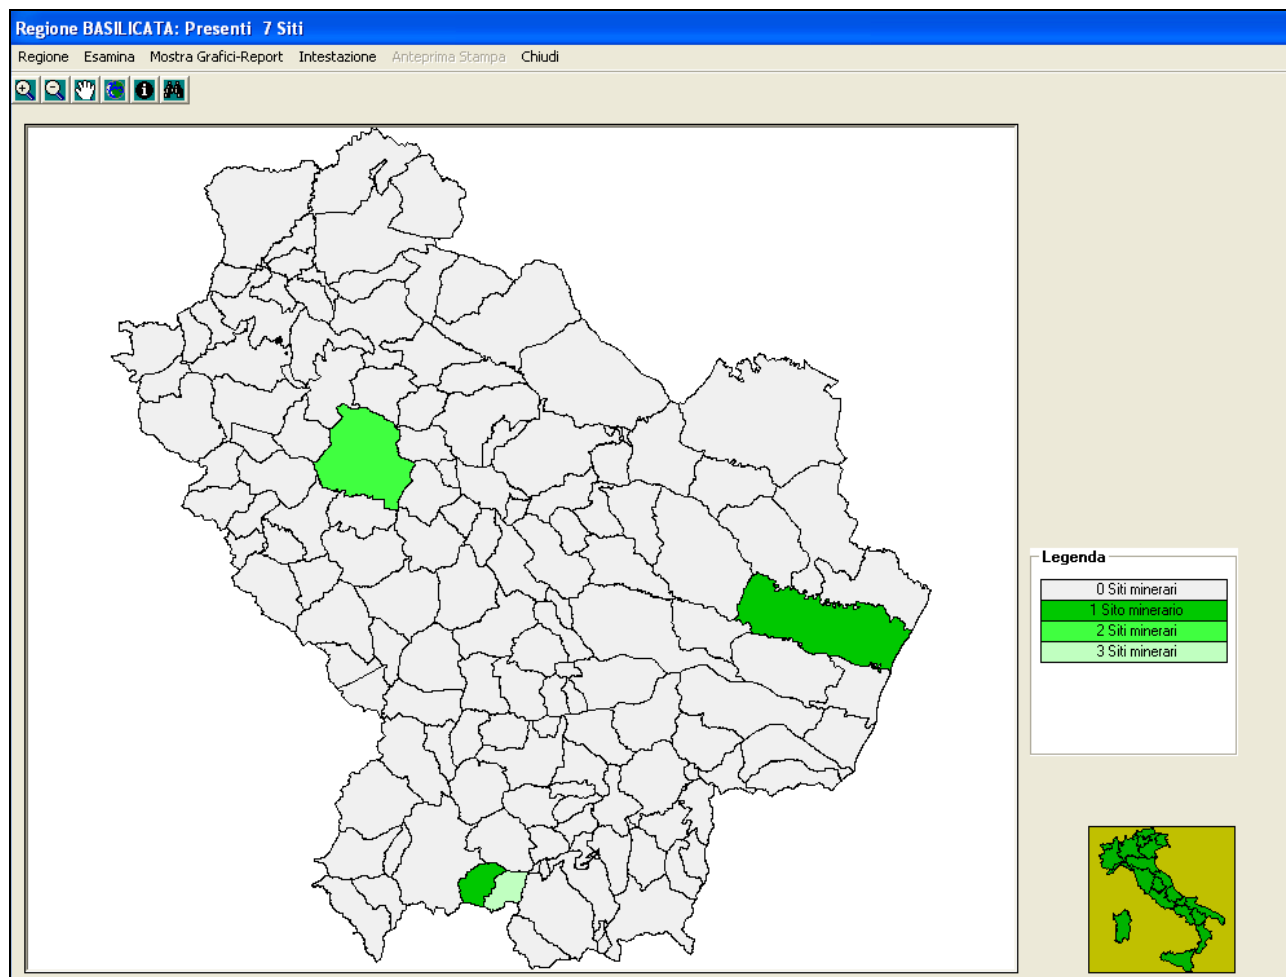 Regione BASILICATA: Presenti 7 Siti
Regione Esamina Mostra Grafici-Report Intestazione Anteprima Stampa Chiudi
Legenda
0 Siti minerari
1 Sito minerario
2 Siti minerari
3 Siti minerari